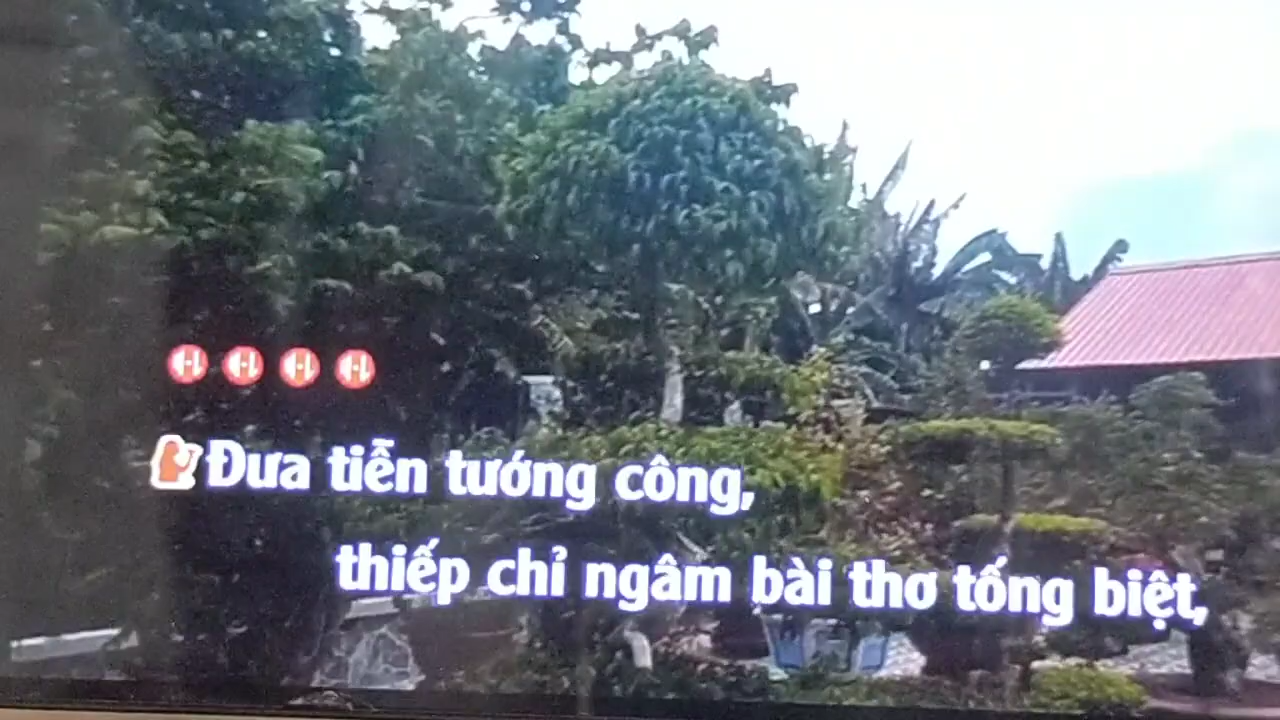 Đưa tiễn tướng công,
thiếp chỉ ngâm bài thơ tống biệt,